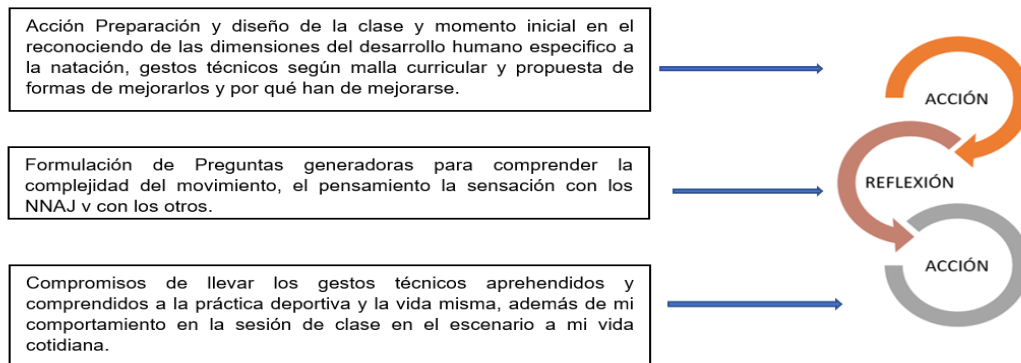 Acción Preparación y diseño de la clase y momento inicial en el
reconociendo de las dimensiones del desarrollo humano especifico a
la natación, gestos técnicos según malla curricular y propuesta de
formas de mejorarlos y por qué han de mejorarse.
ACCIÓN
Formulación de Preguntas generadoras para comprender la
complejidad del movimiento, el pensamiento la sensación con los
NNAJ v con los otros.
REFLEXIÓN
Compromisos de llevar los gestos técnicos aprehendidos y
comprendidos a la práctica deportiva y la vida misma, además de mi
comportamiento en la sesión de clase en el escenario a mi vida
cotidiana.
ACCIÓN